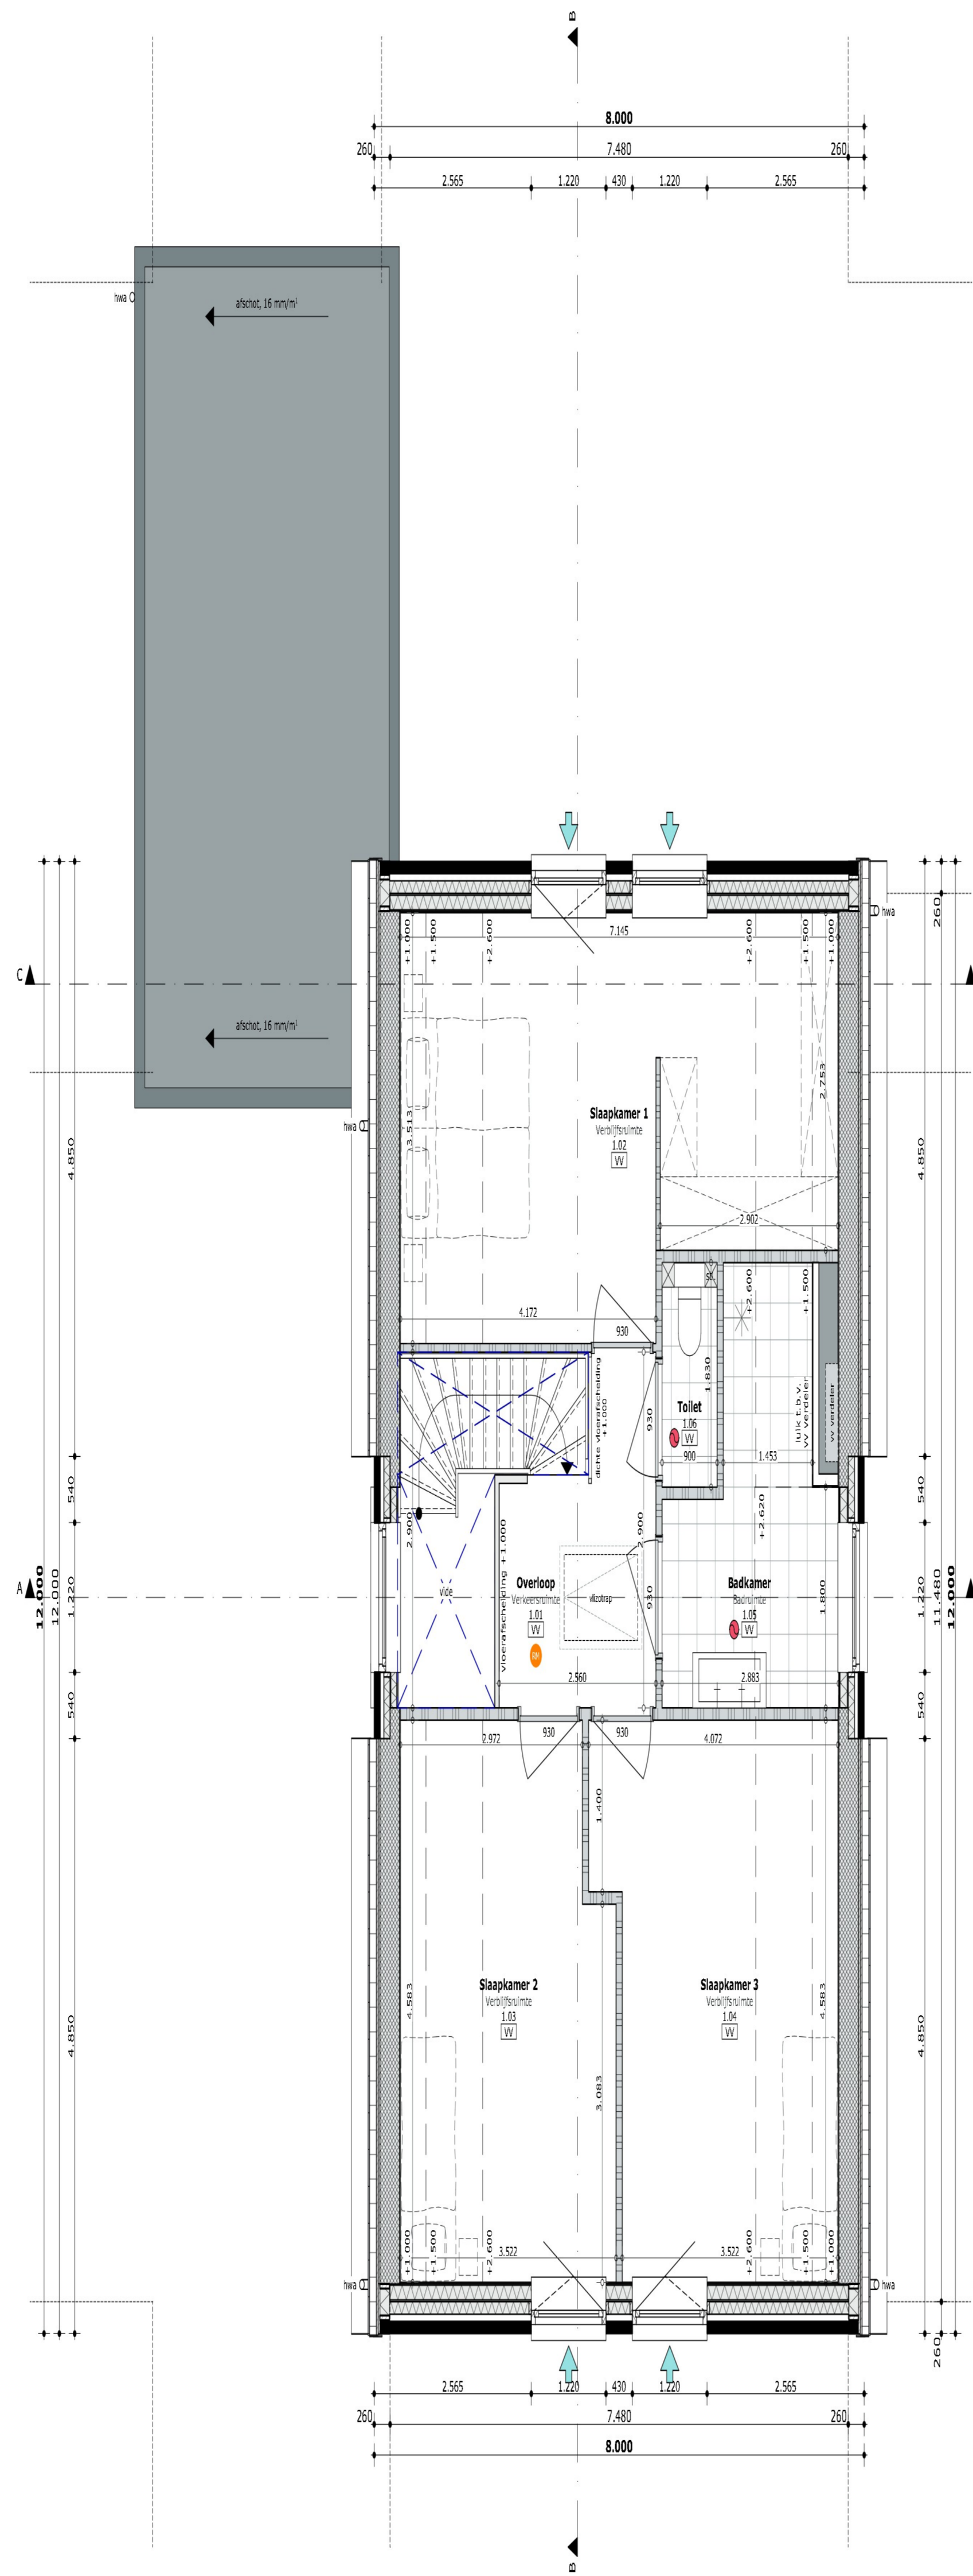 B
8.000
260 7.480 260
2.565 1.220 430 1.220 2.565
hwa
afschot, 16 mm/m¹
hwa
7.145
+1.000 +1.500 +2.600 +2.600 +1.500 +1.000
260
C
afschot, 16 mm/m¹
2.753
3.513
Slaapkamer 1
Verblijfsruimte
1.02
VV
hwa
4.850
4.850
2.902
+2.600 +1.500
4.172
930
dichte vloerafscheiding
+1.000
1.830
Toilet
1.06
VV
930
900 1.453
luik t.b.v.
VV verdeler
VV verdeler
540
540
+2.620
2.900
2.900
vloerafscheiding +1.000
A
12.000
12.000
1.220
vide
Overloop
Verkeersruimte
1.01
VV
RM
vlizotrap
930
Badkamer
Badruimte
1.05
VV
1.800
1.220
11.480
12.000
2.560 2.883
540
540
2.972 930 930 4.072
1.400
4.583
Slaapkamer 2
Verblijfsruimte
1.03
VV
Slaapkamer 3
Verblijfsruimte
1.04
VV
4.583
4.850
4.850
3.083
+1.000 +1.500 +2.600 +2.600 +1.500 +1.000
3.522 3.522
hwa
hwa
260
2.565 1.220 430 1.220 2.565
260 7.480 260
8.000
B